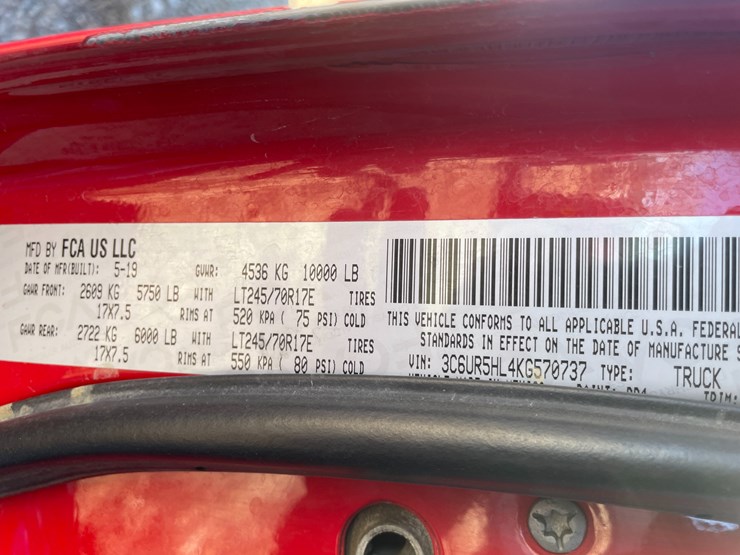 MFD BY FCA US LLC
DATE OF MFR(BUILT): 5-19 GVWR: 4536 KG 10000 LB
GAWR FRONT: 2609 KG 5750 LB WITH LT245/70R17E TIRES
17X7.5 RIMS AT 520 KPA ( 75 PSI) COLD
GAWR REAR: 2722 KG 6000 LB WITH LT245/70R17E TIRES
17X7.5 RIMS AT 550 KPA ( 80 PSI) COLD
THIS VEHICLE CONFORMS TO ALL APPLICABLE U.S.A. FEDERAL
STANDARDS IN EFFECT ON THE DATE OF MANUFACTURE S
VIN: 3C6UR5HL4KG570737 TYPE: TRUCK
TRIM: